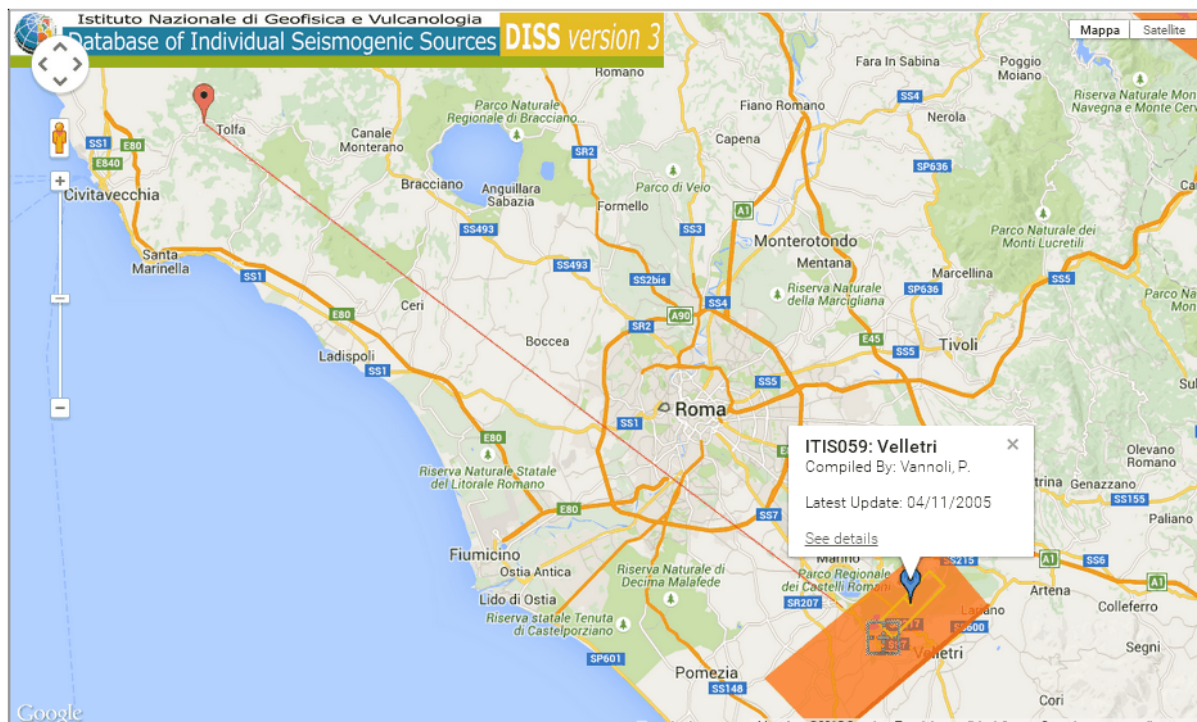 Istituto Nazionale di Geofisica e Vulcanologia
Database of Individual Seismogenic Sources DISS version 3
Mappa Satellite
Romano
Fara In Sabina
Poggio
Moiano
Riserva Naturale Mon
Navegna e Monte Cerv
SS4
Parco Naturale
Regionale di Bracciano...
Fiano Romano
Nerola
Tolfa
Canale
Monterano
Capena
SS1
E80
E840
SR2
SP636
Civitavecchia
Bracciano
Anguillara
Sabazia
Parco di Veio
Formello
A1
SS493
SS3
Parco Naturale dei
Monti Lucretili
Monterotondo
Mentana
Santa
Marinella
SS1
SS493
SS2bis
Marcellina
SS5
SP636
Riserva Naturale
della Marcigliana
Parco Na
Ceri
E80
SS4
A90
SR2
Boccea
E45
SS5
Tivoli
Ladispoli
SS1
SS5
Roma
SS1
E80
Riserva Naturale Statale
del Litorale Romano
ITIS059: Velletri
Compiled By: Vannoli, P.
Latest Update: 04/11/2005
See details
Olevano
Romano
Genazzano
SS155
E80
SS7
Paliano
Fiumicino
Ostia Antica
Marino
SS215
A1
SS6
A1
Riserva Naturale di
Decima Malafede
Parco Regionale
dei Castelli Romani
Artena
Colleferro
Lido di Ostia
SR207
Lariano
Riserva statale Tenuta
di Castelporziano
SS600
Velletri
Segni
SP601
Pomezia
SS148
Cori
Google